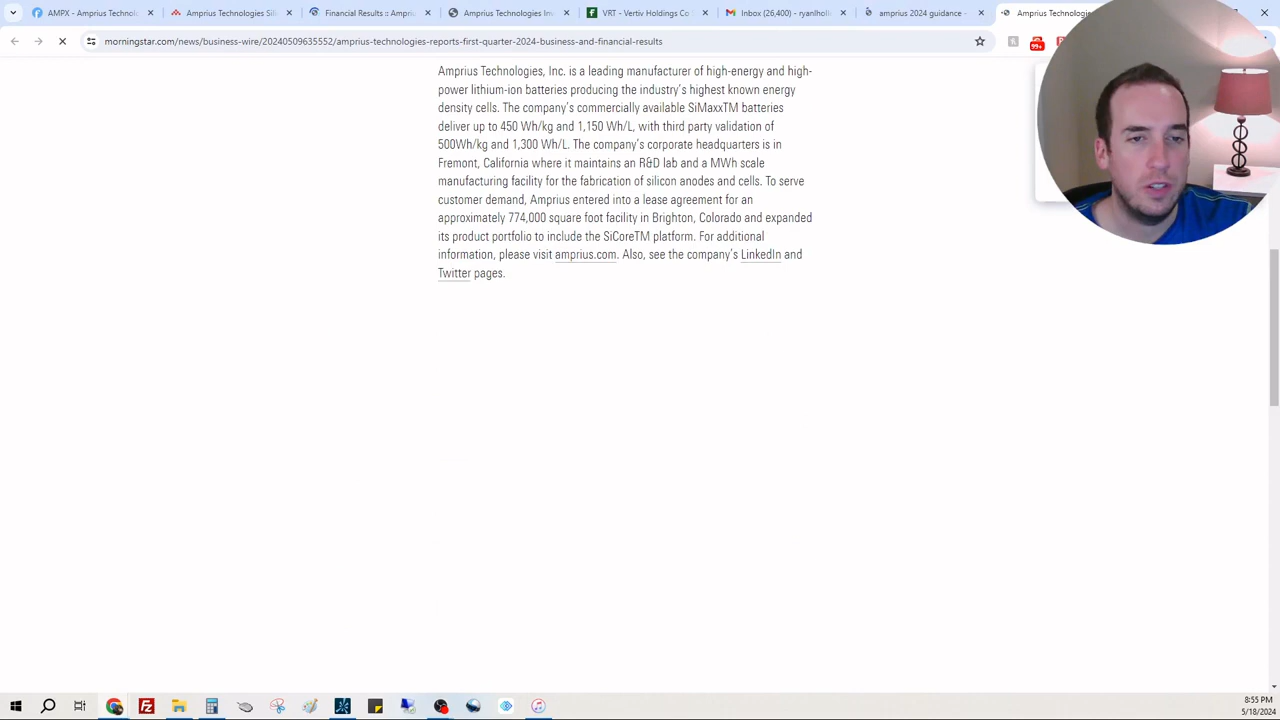 AMPX - Amprius Technolo
Amprius Technologies Sili
Financial Results :: Ampri
Amprius Technologies Inc
VRT - Vertiv Holdings Co
Inbox (26,400) - ryanlholli
amprius 2024 guidance -
Amprius Technologies
morningstar.com/news/business-wire/20240509635532/amprius-technologies-reports-first-quarter-2024-business-and-financial-results
99+
Amprius Technologies, Inc. is a leading manufacturer of high-energy and high-
power lithium-ion batteries producing the industry's highest known energy
density cells. The company's commercially available SiMaxxTM batteries
deliver up to 450 Wh/kg and 1,150 Wh/L, with third party validation of
500Wh/kg and 1,300 Wh/L. The company's corporate headquarters is in
Fremont, California where it maintains an R&D lab and a MWh scale
manufacturing facility for the fabrication of silicon anodes and cells. To serve
customer demand, Amprius entered into a lease agreement for an
approximately 774,000 square foot facility in Brighton, Colorado and expanded
its product portfolio to include the SiCoreTM platform. For additional
information, please visit amprius.com. Also, see the company's LinkedIn and
Twitter pages.
Fz
8:55 PM
5/18/2024